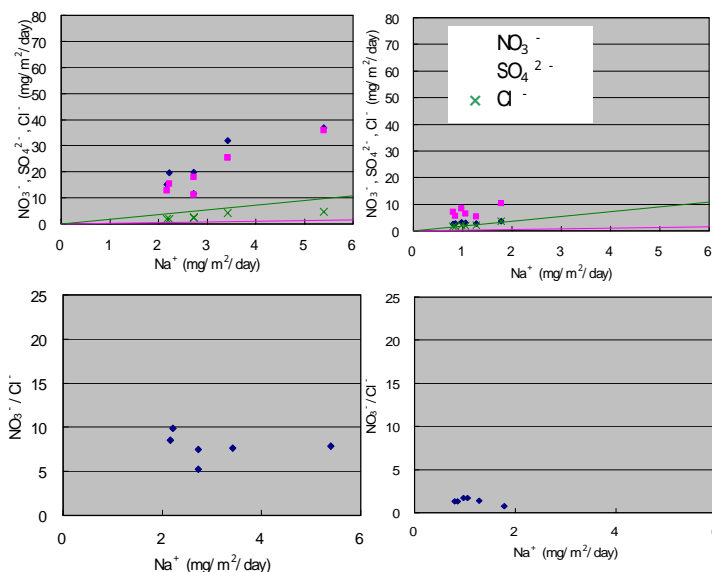 NO₃⁻, SO₄²⁻, Cl⁻ (mg/m²/day)
80
70
60
50
40
30
20
10
0
0 1 2 3 4 5 6
Na⁺ (mg/m²/day)
NO₃⁻, SO₄²⁻, Cl⁻ (mg/m²/day)
80
70
60
50
40
30
20
10
0
NO₃⁻
SO₄²⁻
Cl⁻
0 1 2 3 4 5 6
Na⁺ (mg/m²/day)
NO₃⁻/Cl⁻
25
20
15
10
5
0
0 2 4 6
Na⁺ (mg/m²/day)
NO₃⁻/Cl⁻
25
20
15
10
5
0
0 2 4 6
Na⁺ (mg/m²/day)